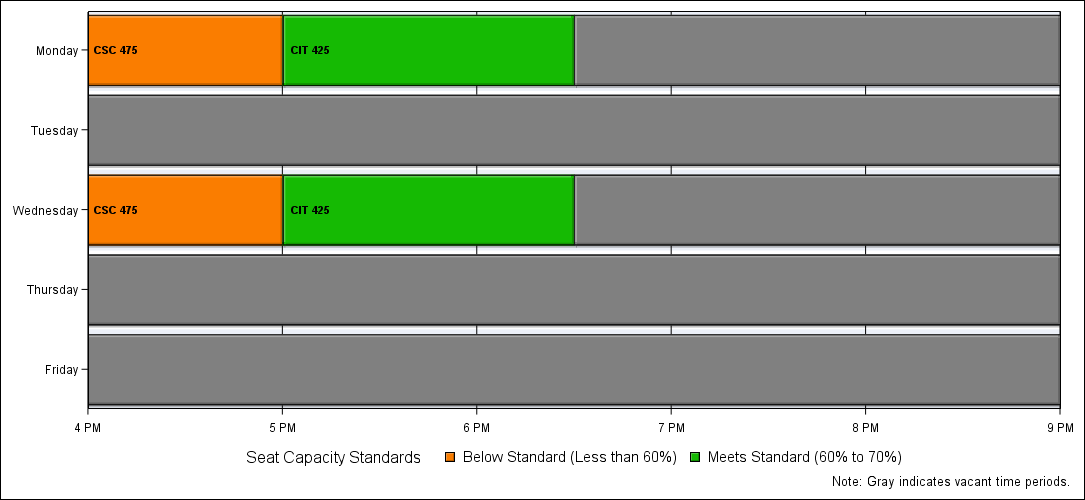 Monday
CSC 475
CIT 425
Tuesday
Wednesday
CSC 475
CIT 425
Thursday
Friday
4 PM 5 PM 6 PM 7 PM 8 PM 9 PM
Seat Capacity Standards Below Standard (Less than 60%) Meets Standard (60% to 70%)
Note: Gray indicates vacant time periods.